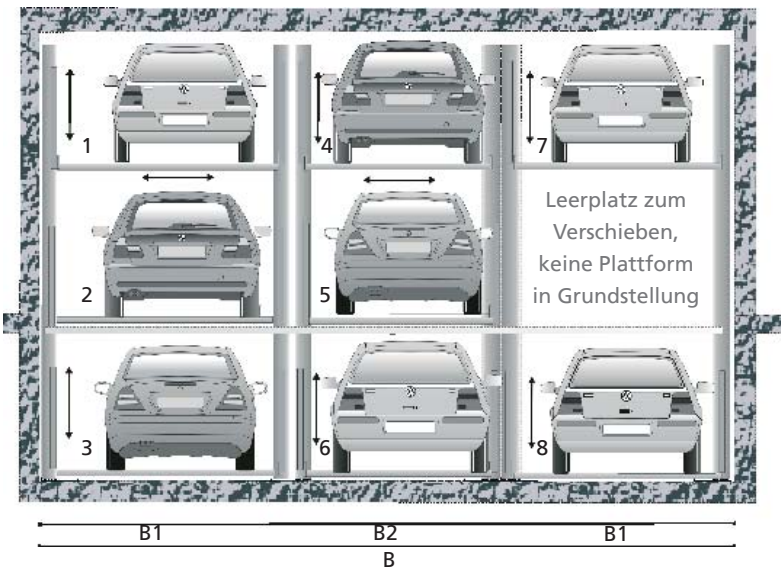 1
4
7
2
5
Leerplatz zum
Verschieben,
keine Plattform
in Grundstellung
3
6
8
B1 B2 B1
B